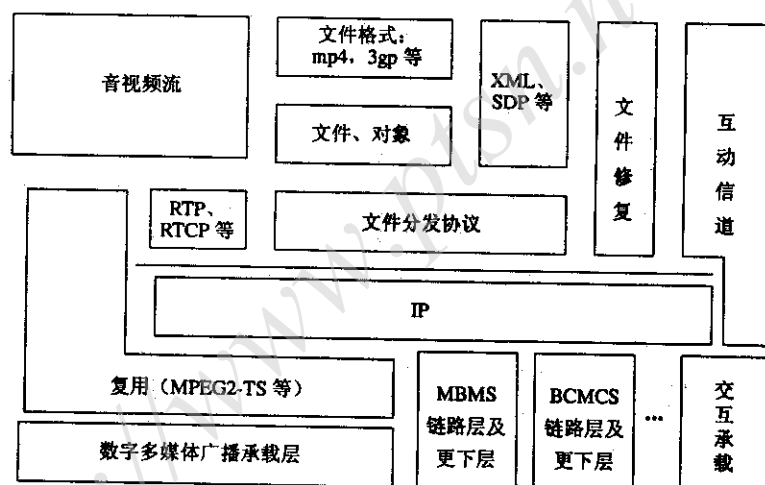 音视频流
文件格式：
mp4，3gp 等
文件、对象
XML、
SDP 等
文件修复
互动信道
RTP、
RTCP 等
文件分发协议
IP
复用（MPEG2-TS 等）
数字多媒体广播承载层
MBMS
链路层及
更下层
BCMCS
链路层及
更下层
...
交互承载
://www.ptsn.n